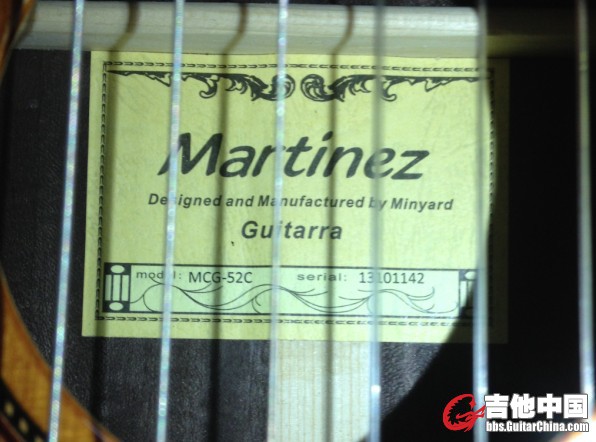 Martinez
Designed and Manufactured by Minyard
Guitarra
model: MCG-52C serial: 13101142
吉他中国
bbs.GuitarChina.com